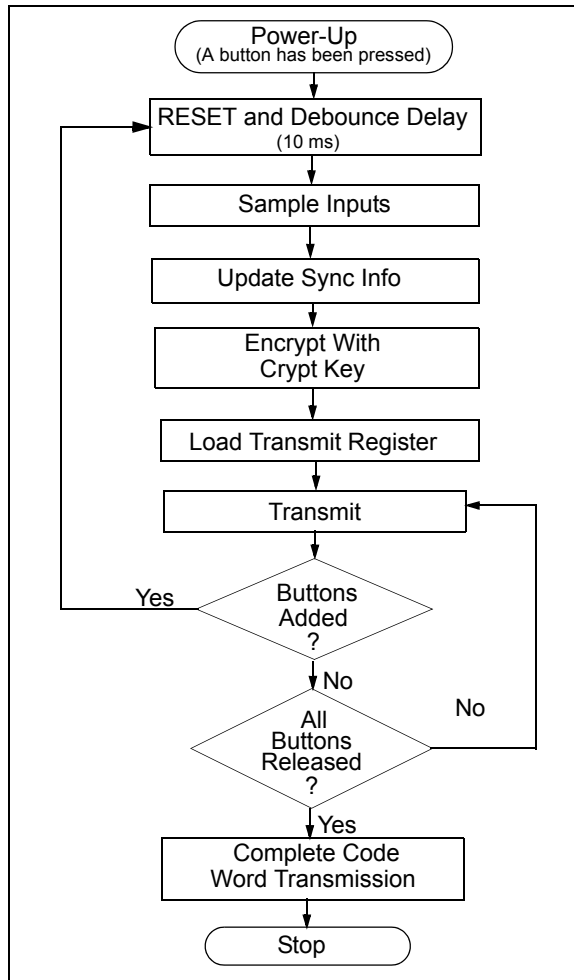 Power-Up
(A button has been pressed)
RESET and Debounce Delay
(10 ms)
Sample Inputs
Update Sync Info
Encrypt With
Crypt Key
Load Transmit Register
Transmit
Buttons
Added
?
Yes
No
All
Buttons
Released
?
No
Yes
Complete Code
Word Transmission
Stop